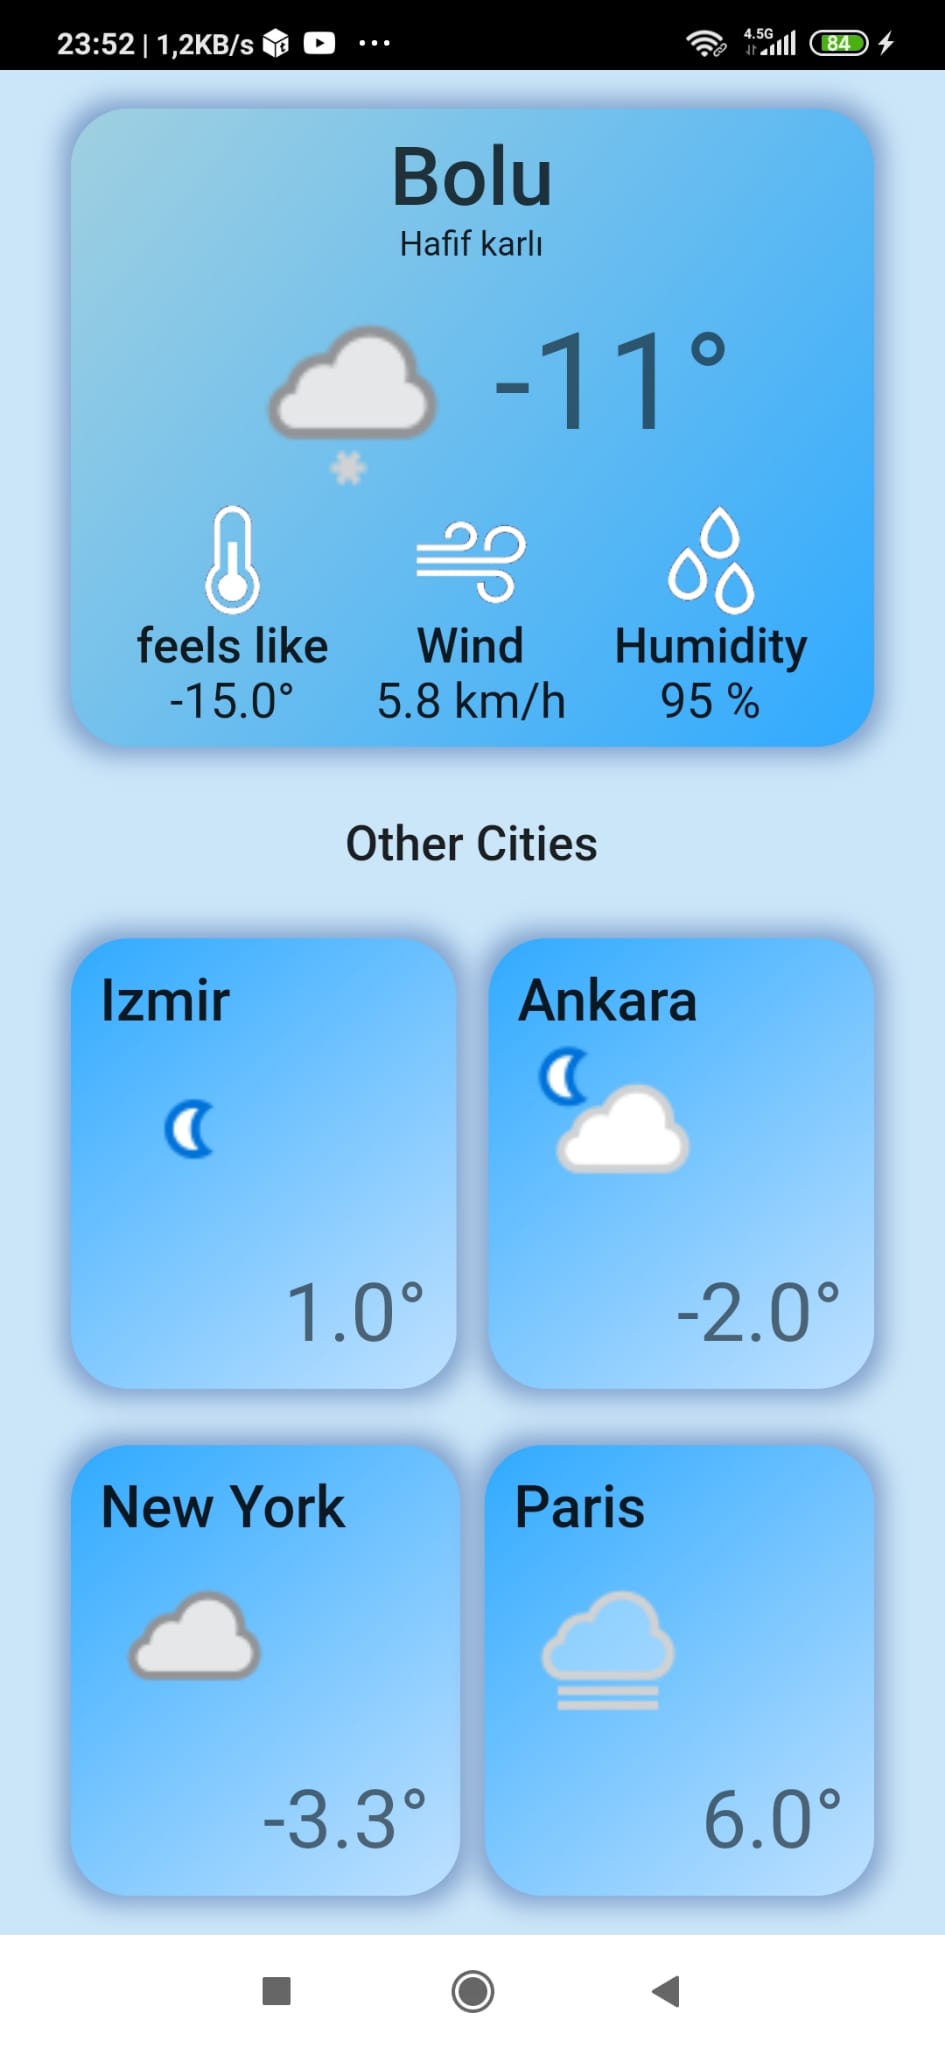 23:52 | 1,2KB/s ...
4.5G
84
Bolu
Hafif karlı
-11°
feels like Wind Humidity
-15.0° 5.8 km/h 95 %
Other Cities
Izmir
1.0°
Ankara
-2.0°
New York
-3.3°
Paris
6.0°